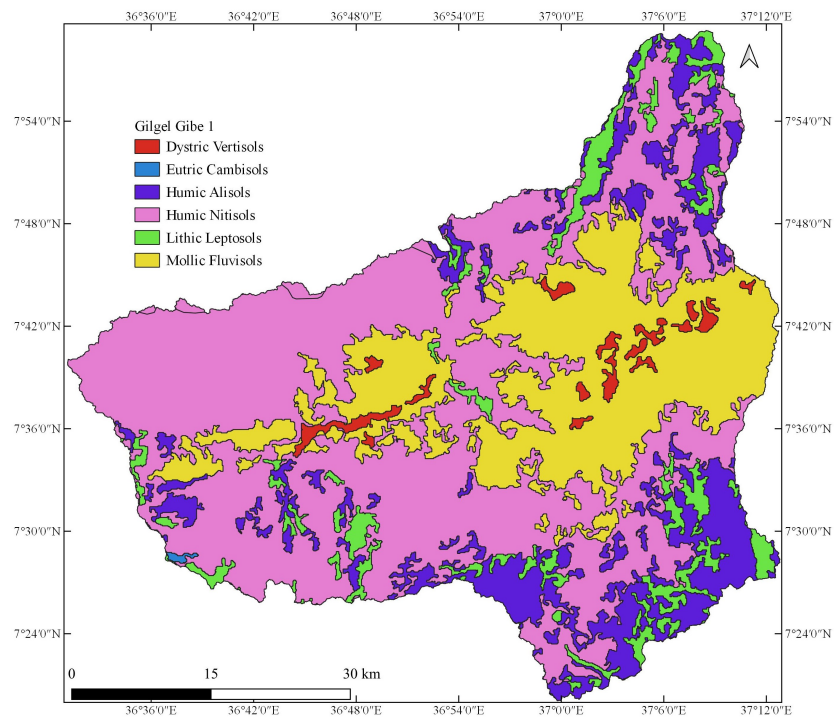 36°36'0"E 36°48'0"E 36°54'0"E 37°0'0"E 37°6'0"E 37°12'0"E
7°54'0"N 7°54'0"N
Gilgel Gibe 1
Dystric Vertisols
Eutric Cambisols
Humic Alisols
Humic Nitisols
Lithic Leptosols
Mollic Fluvisols
7°48'0"N 7°48'0"N
7°42'0"N 7°42'0"N
7°36'0"N 7°36'0"N
7°30'0"N 7°30'0"N
7°24'0"N 7°24'0"N
0 15 30 km
36°36'0"E 36°42'0"E 36°48'0"E 36°54'0"E 37°0'0"E 37°6'0"E 37°12'0"E